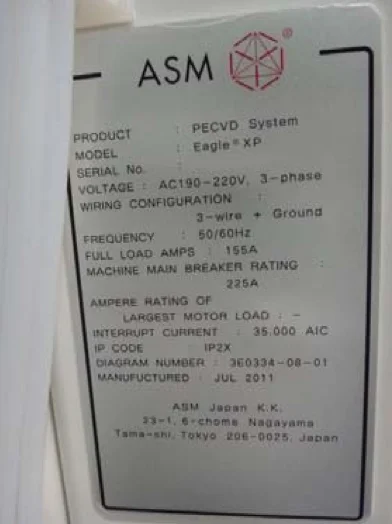 ASM ®
PRODUCT : PECVD System
MODEL : Eagle® XP
SERIAL No. :
VOLTAGE : AC190-220V, 3-phase
WIRING CONFIGURATION :
3-wire + Ground
FREQUENCY : 50/60Hz
FULL LOAD AMPS : 155A
MACHINE MAIN BREAKER RATING :
225A
AMPERE RATING OF
LARGEST MOTOR LOAD : -
INTERRUPT CURRENT : 35.000 AIC
IP CODE : IP2X
DIAGRAM NUMBER : 3E0334-08-01
MANUFUCTURED : JUL 2011
ASM Japan K.K.
23-1, 6-chome Nagayama
Tama-shi, Tokyo 206-0025, Japan